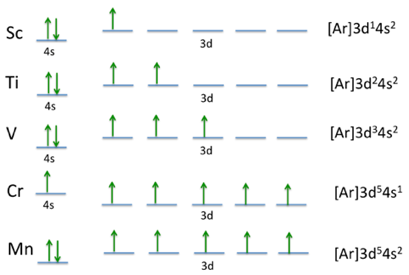 Sc 4s 3d [Ar]3d¹4s²
Ti 4s 3d [Ar]3d²4s²
V 4s 3d [Ar]3d³4s²
Cr 4s 3d [Ar]3d⁵4s¹
Mn 4s 3d [Ar]3d⁵4s²